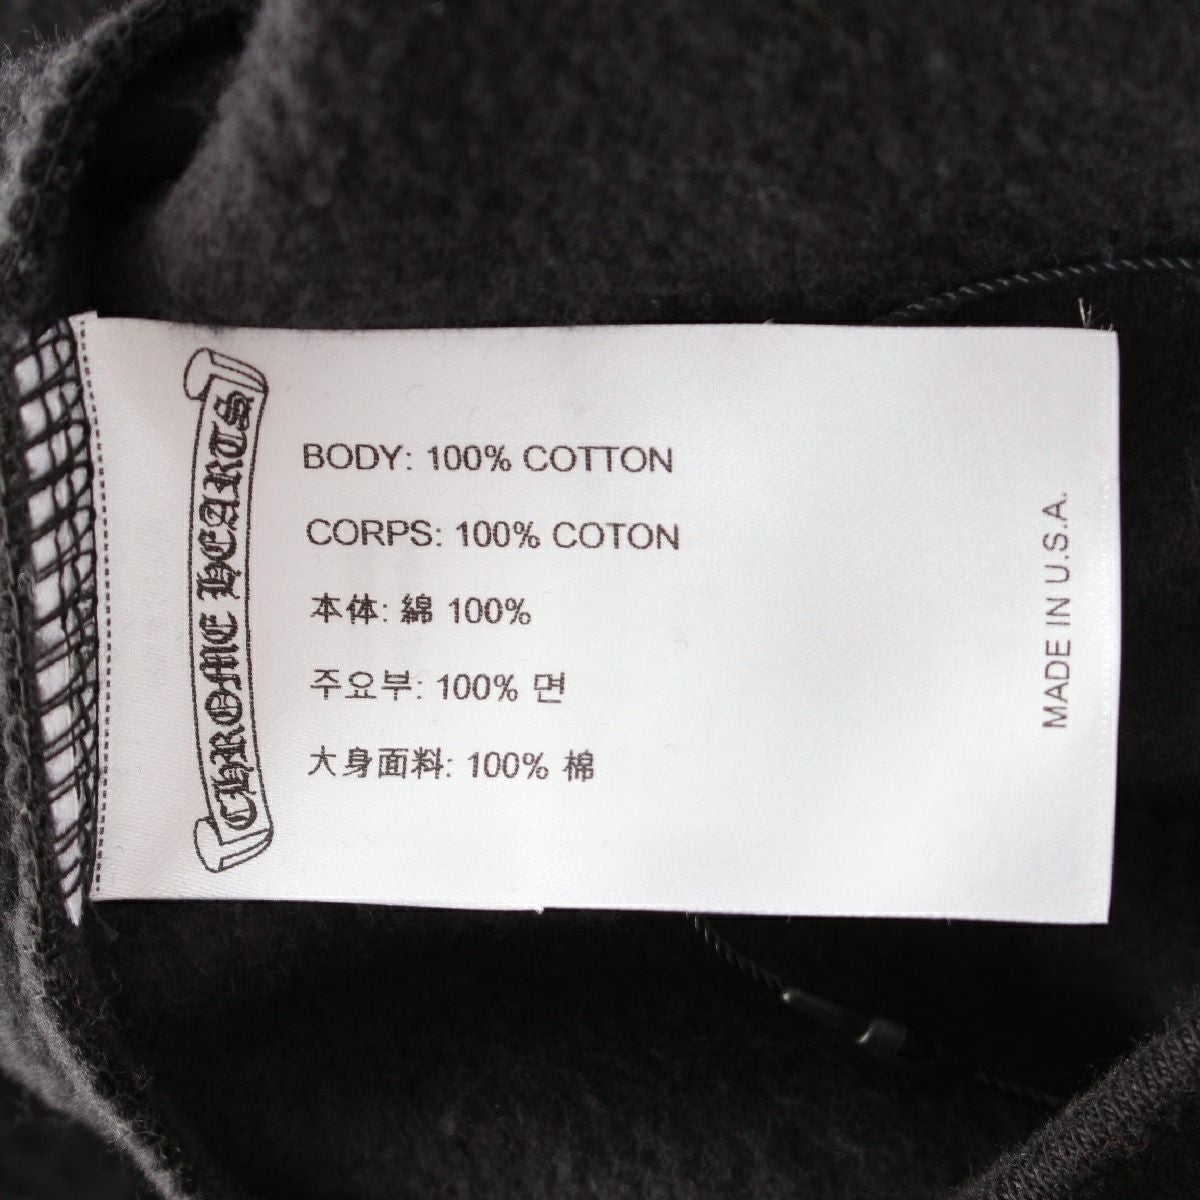 CHROME HEARTS
BODY: 100% COTTON
CORPS: 100% COTON
本体: 綿 100%
주요부: 100% 면
大身面料: 100% 棉
MADE IN U.S.A.